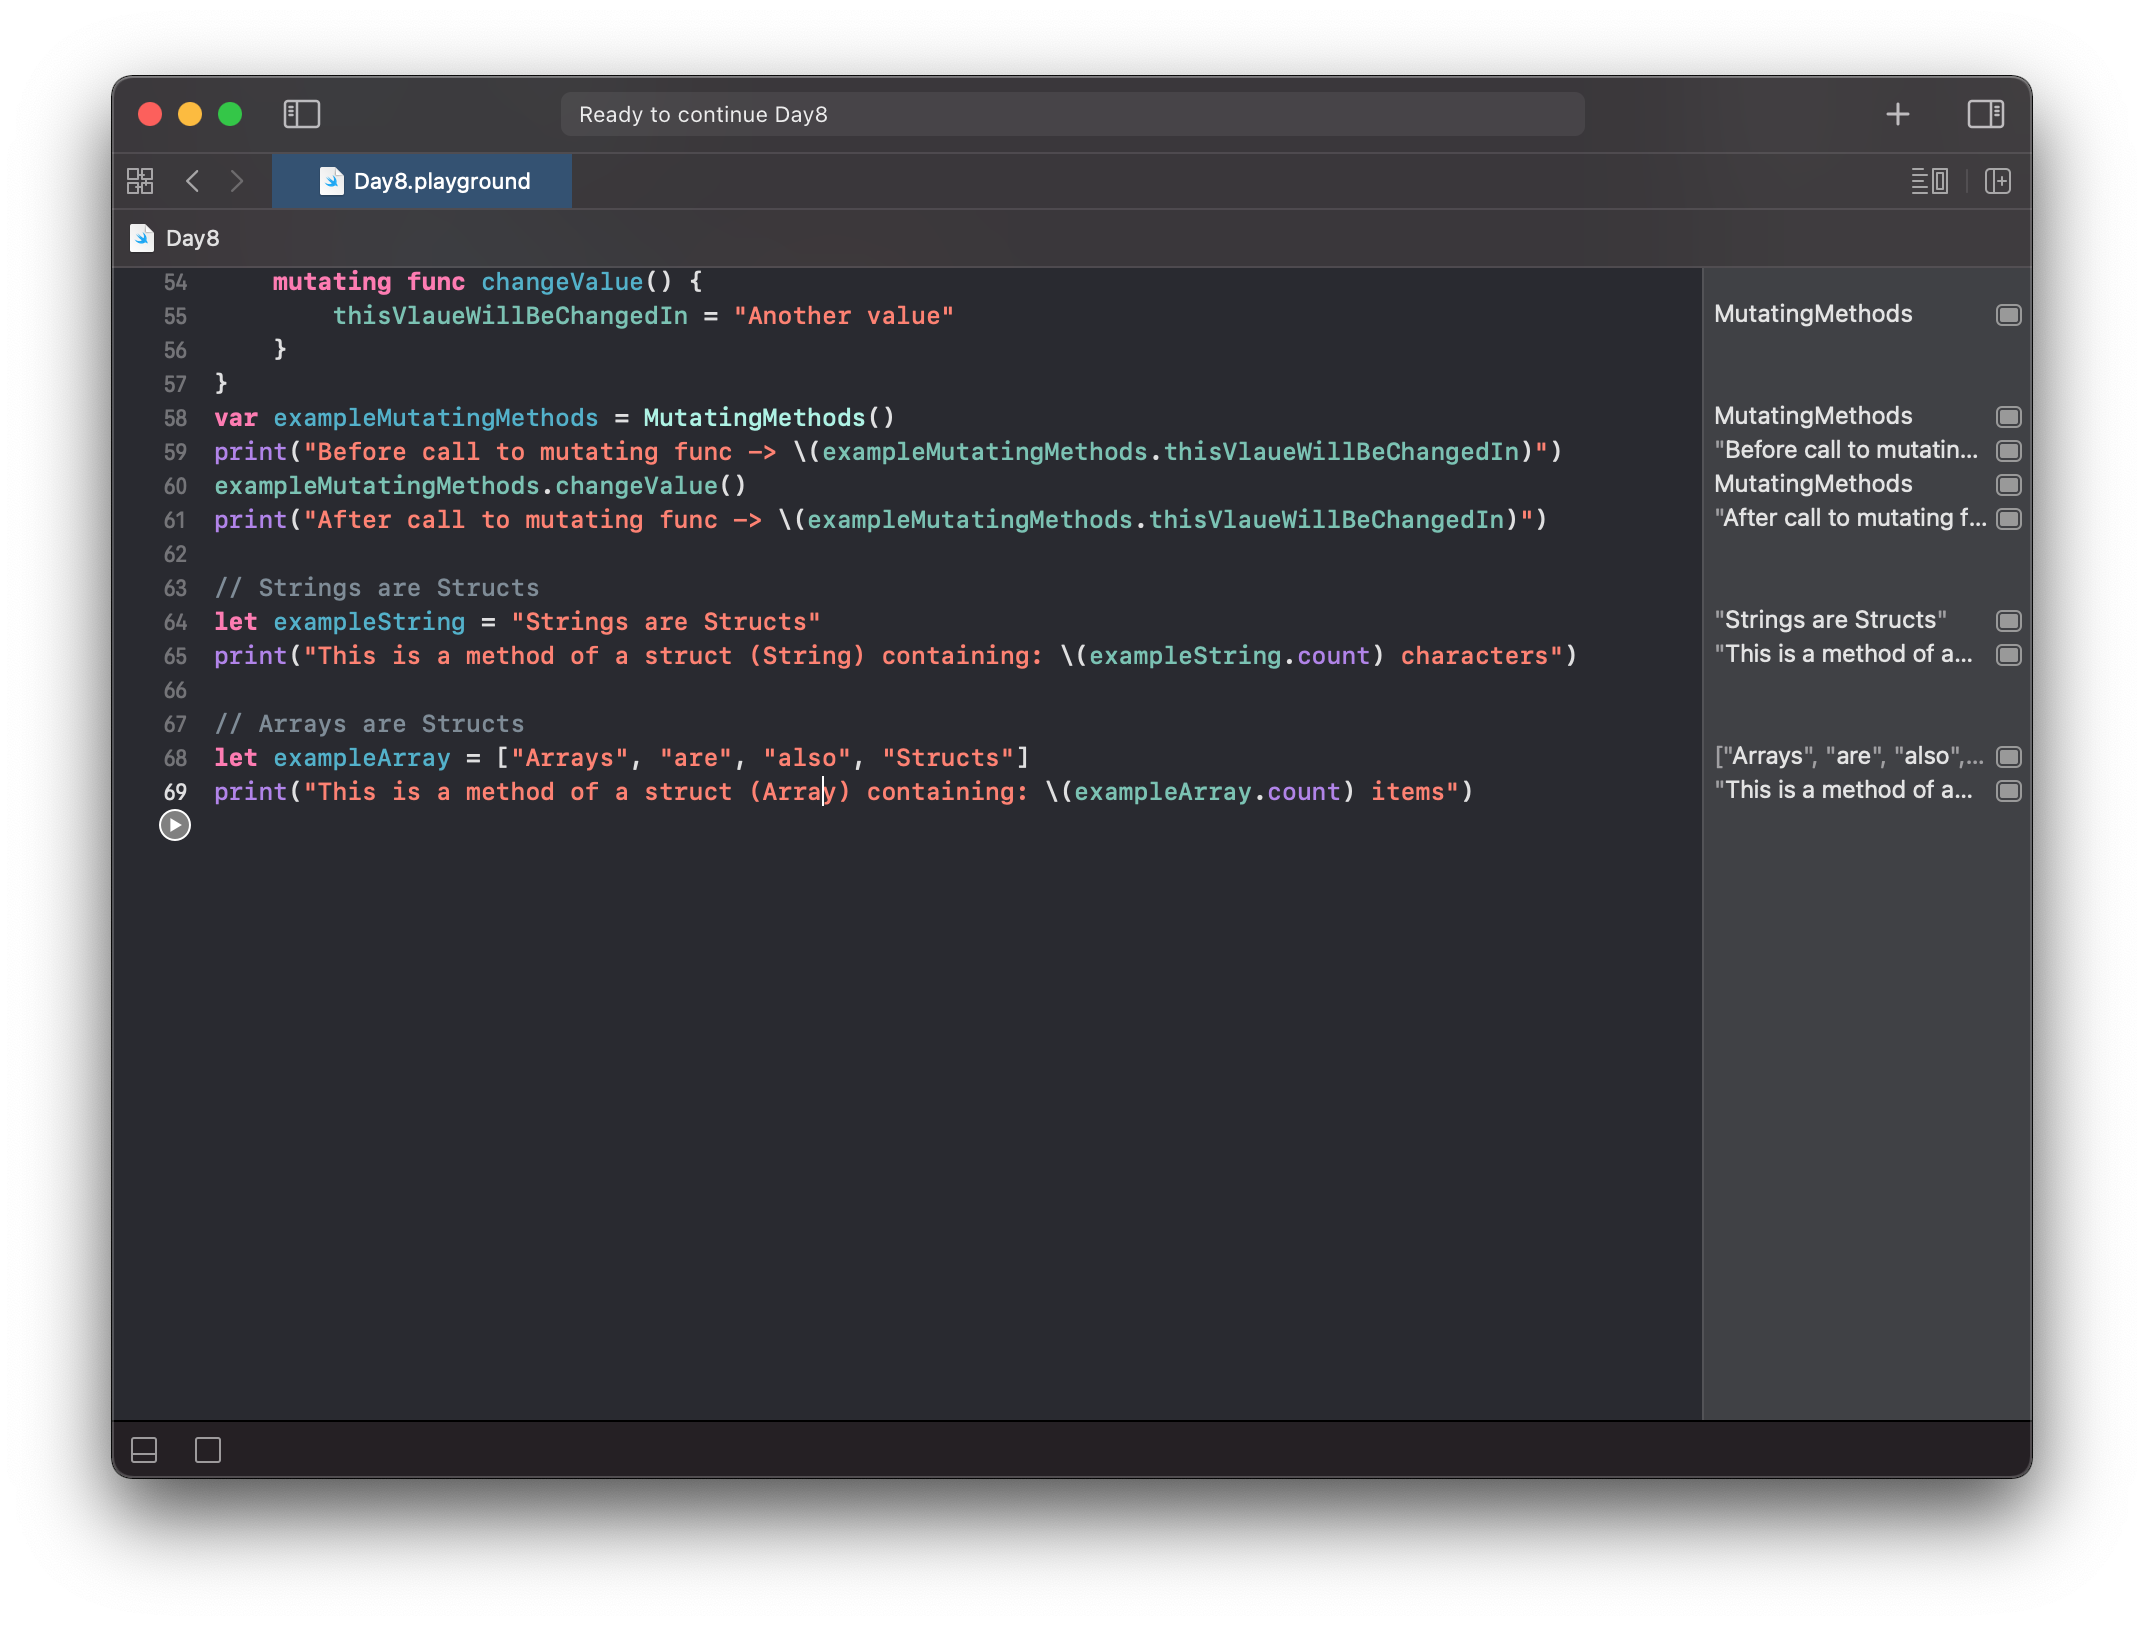 Ready to continue Day8
Day8.playground
Day8
54 mutating func changeValue() {
55 thisVlaueWillBeChangedIn = "Another value"
MutatingMethods
56 }
57 }
58 var exampleMutatingMethods = MutatingMethods()
MutatingMethods
59 print("Before call to mutating func -> \(exampleMutatingMethods.thisVlaueWillBeChangedIn)")
"Before call to mutatin...
60 exampleMutatingMethods.changeValue()
MutatingMethods
61 print("After call to mutating func -> \(exampleMutatingMethods.thisVlaueWillBeChangedIn)")
"After call to mutating f...
62
63 // Strings are Structs
64 let exampleString = "Strings are Structs"
"Strings are Structs"
65 print("This is a method of a struct (String) containing: \(exampleString.count) characters")
"This is a method of a...
66
67 // Arrays are Structs
68 let exampleArray = ["Arrays", "are", "also", "Structs"]
["Arrays", "are", "also",...
69 print("This is a method of a struct (Array) containing: \(exampleArray.count) items")
"This is a method of a...